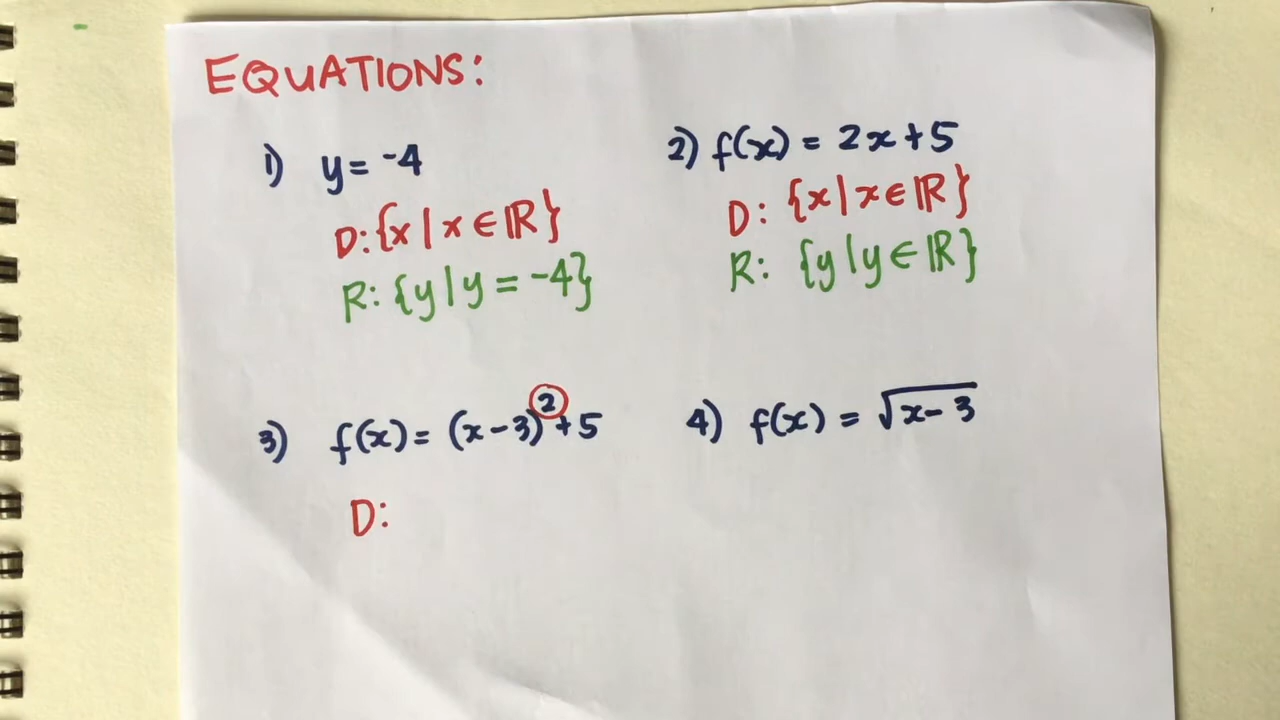 EQUATIONS:
1) y = -4
D: {x | x ∈ ℝ}
R: {y | y = -4}
2) f(x) = 2x + 5
D: {x | x ∈ ℝ}
R: {y | y ∈ ℝ}
3) f(x) = (x - 3)² + 5
D:
4) f(x) = √(x - 3)